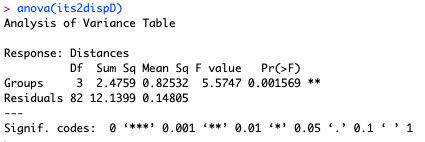 > anova(its2dispD)
Analysis of Variance Table
Response: Distances
Df Sum Sq Mean Sq F value Pr(>F)
Groups 3 2.4759 0.82532 5.5747 0.001569 **
Residuals 82 12.1399 0.14805
---
Signif. codes: 0 ‘***’ 0.001 ‘**’ 0.01 ‘*’ 0.05 ‘.’ 0.1 ‘ ’ 1